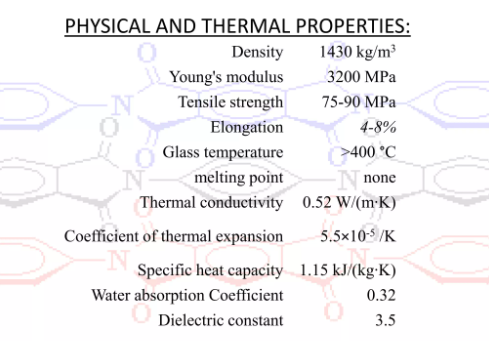 PHYSICAL AND THERMAL PROPERTIES:
Density 1430 kg/m³
Young's modulus 3200 MPa
Tensile strength 75-90 MPa
Elongation 4-8%
Glass temperature >400 °C
melting point none
Thermal conductivity 0.52 W/(m·K)
Coefficient of thermal expansion 5.5×10⁻⁵ /K
Specific heat capacity 1.15 kJ/(kg·K)
Water absorption Coefficient 0.32
Dielectric constant 3.5
O O O
N N
O O O
O O O
N N
O O O
O O O
N N
O O O